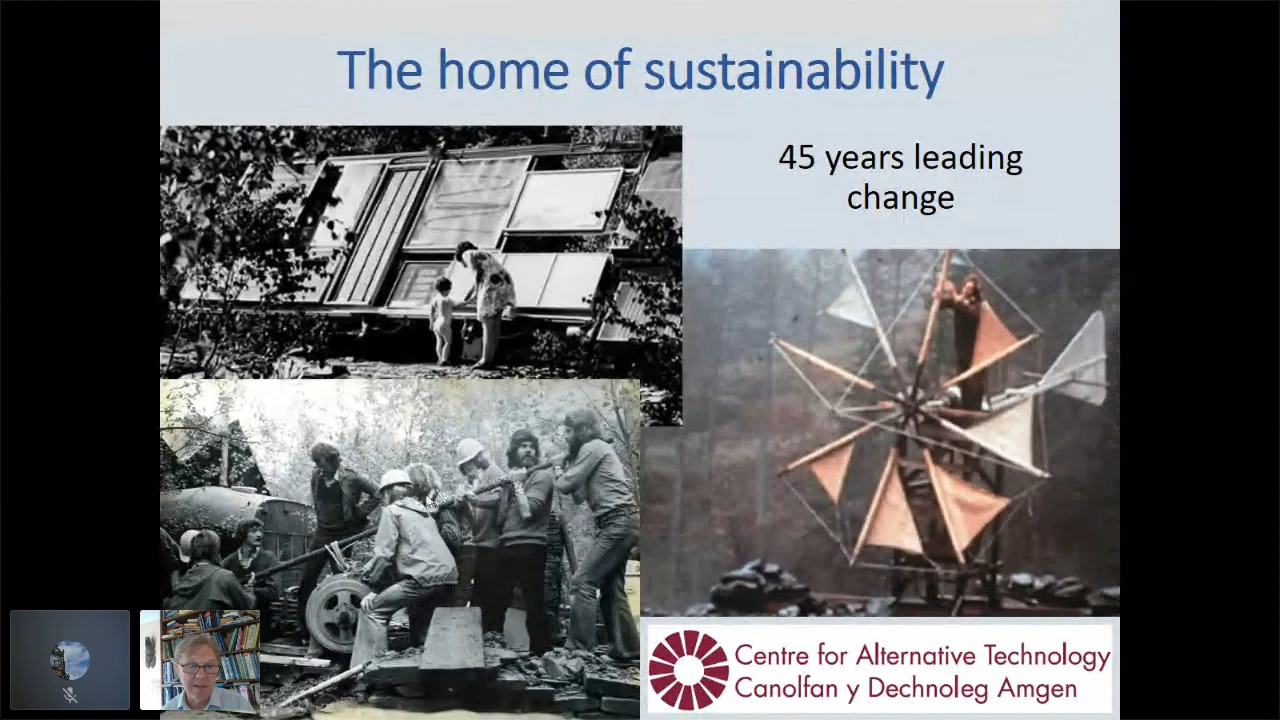 The home of sustainability
45 years leading
change
Centre for Alternative Technology
Canolfan y Dechnoleg Amgen